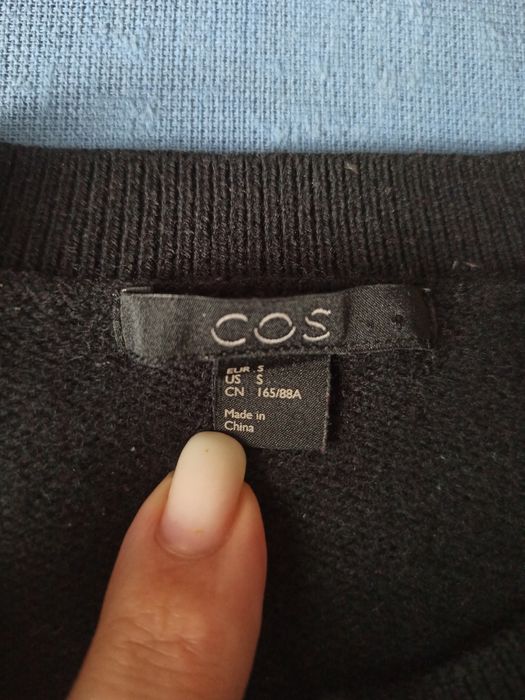 COS
EUR S
US S
CN 165/88A
Made in
China